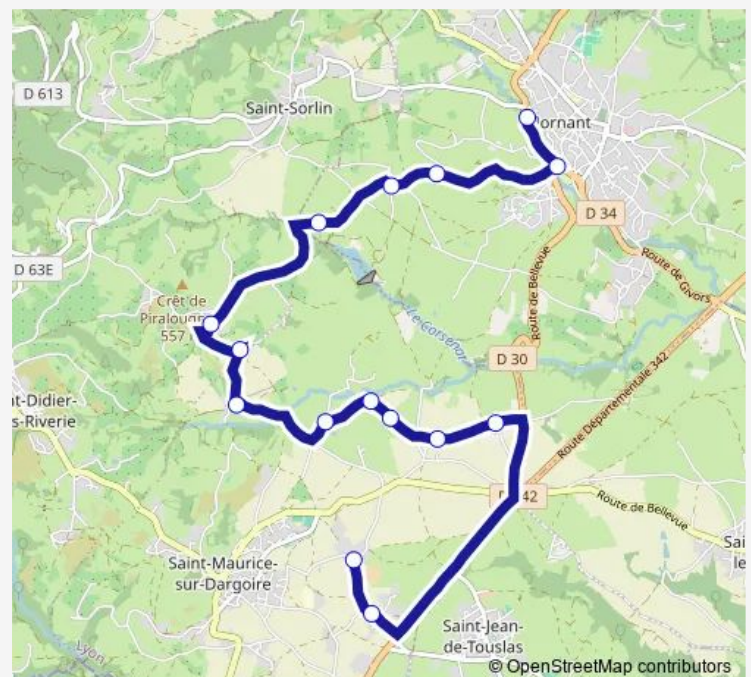 D 613
Saint-Sorlin
ornant
D 34
D 63E
Crêt de
557
Route de Givors
Route de Bellevue
Le Corsenat
D 30
Route Départementale 342
nt-Didier-
s-Riverie
42
Route de Bellevue
Saint-Maurice-
sur-Dargoire
Sai
le
Saint-Jean-
de-Touslas
Lyon
© OpenStreetMap contributors